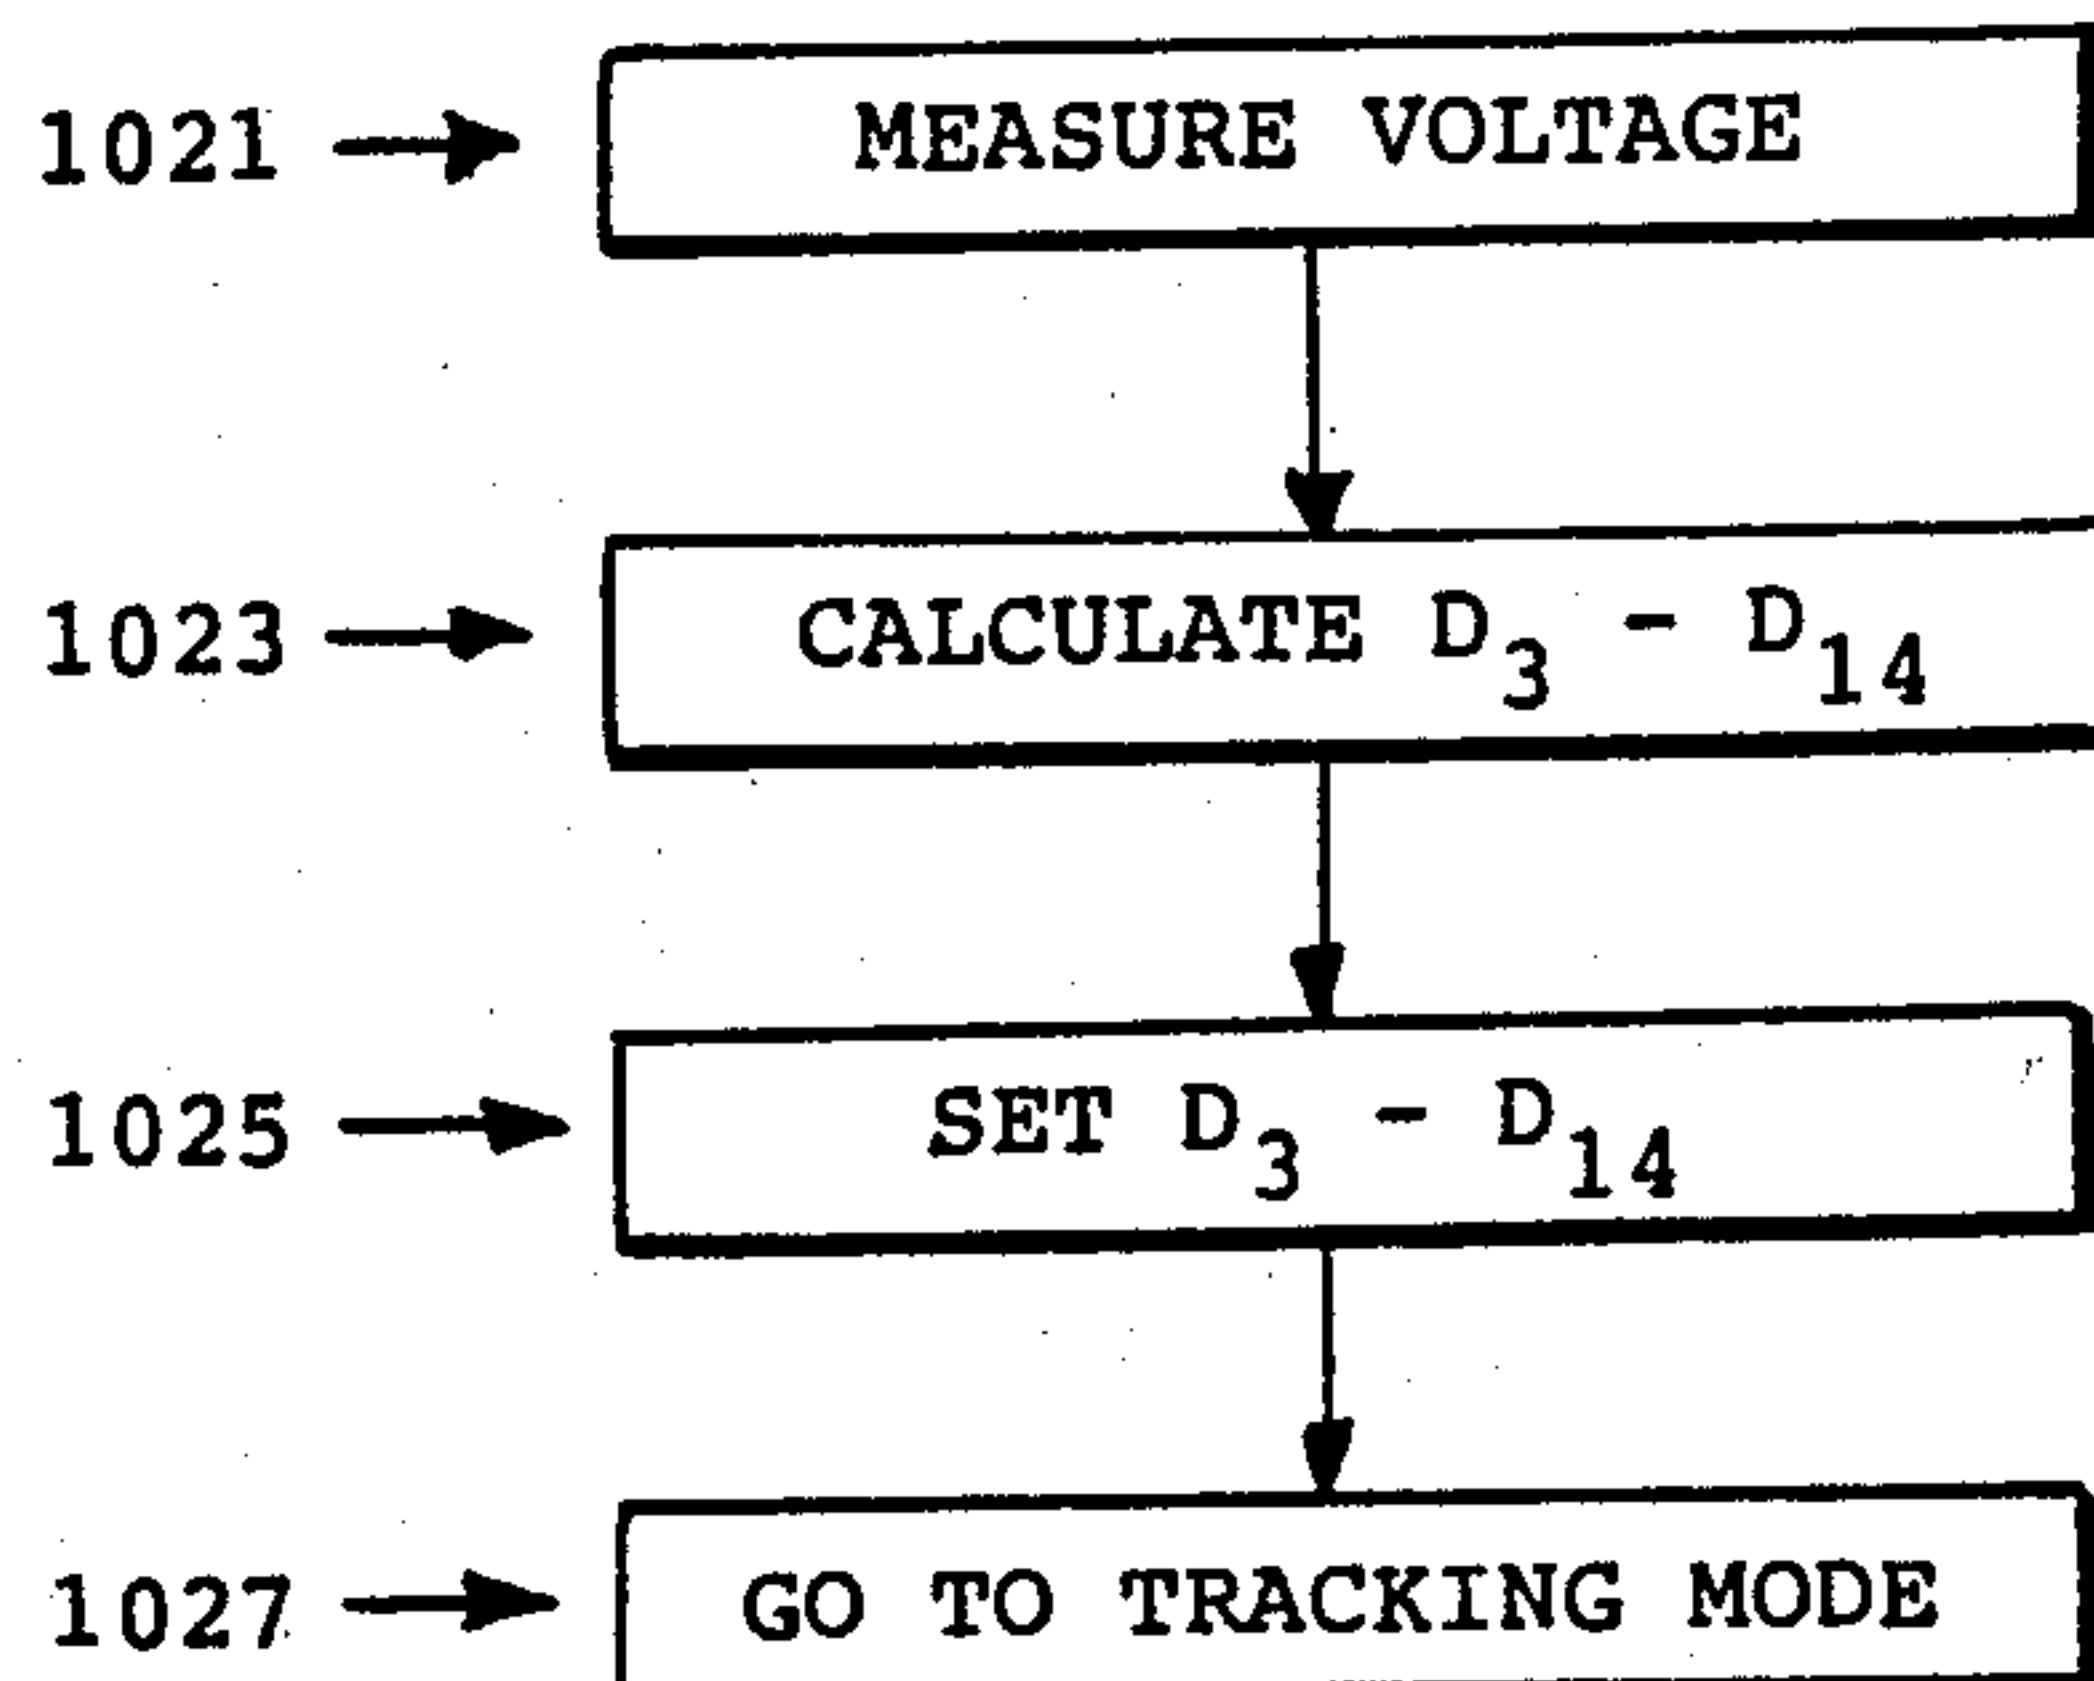 1021 MEASURE VOLTAGE
1023 CALCULATE D₃ - D₁₄
1025 SET D₃ - D₁₄
1027 GO TO TRACKING MODE